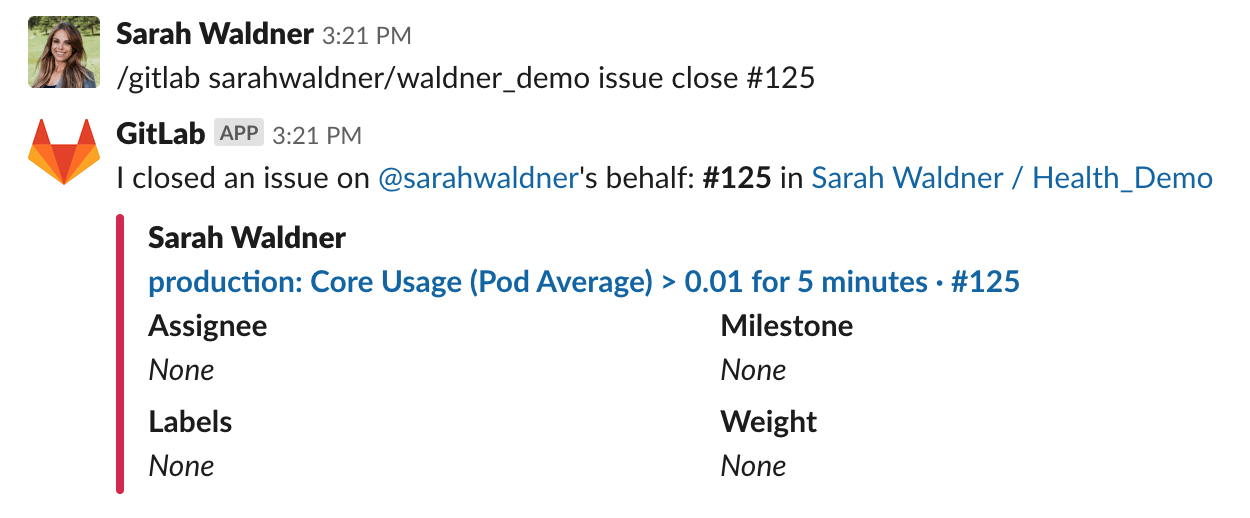 Sarah Waldner 3:21 PM
/gitlab sarahwaldner/waldner_demo issue close #125
GitLab APP 3:21 PM
I closed an issue on @sarahwaldner's behalf: #125 in Sarah Waldner / Health_Demo
Sarah Waldner
production: Core Usage (Pod Average) > 0.01 for 5 minutes · #125
Assignee Milestone
None None
Labels Weight
None None